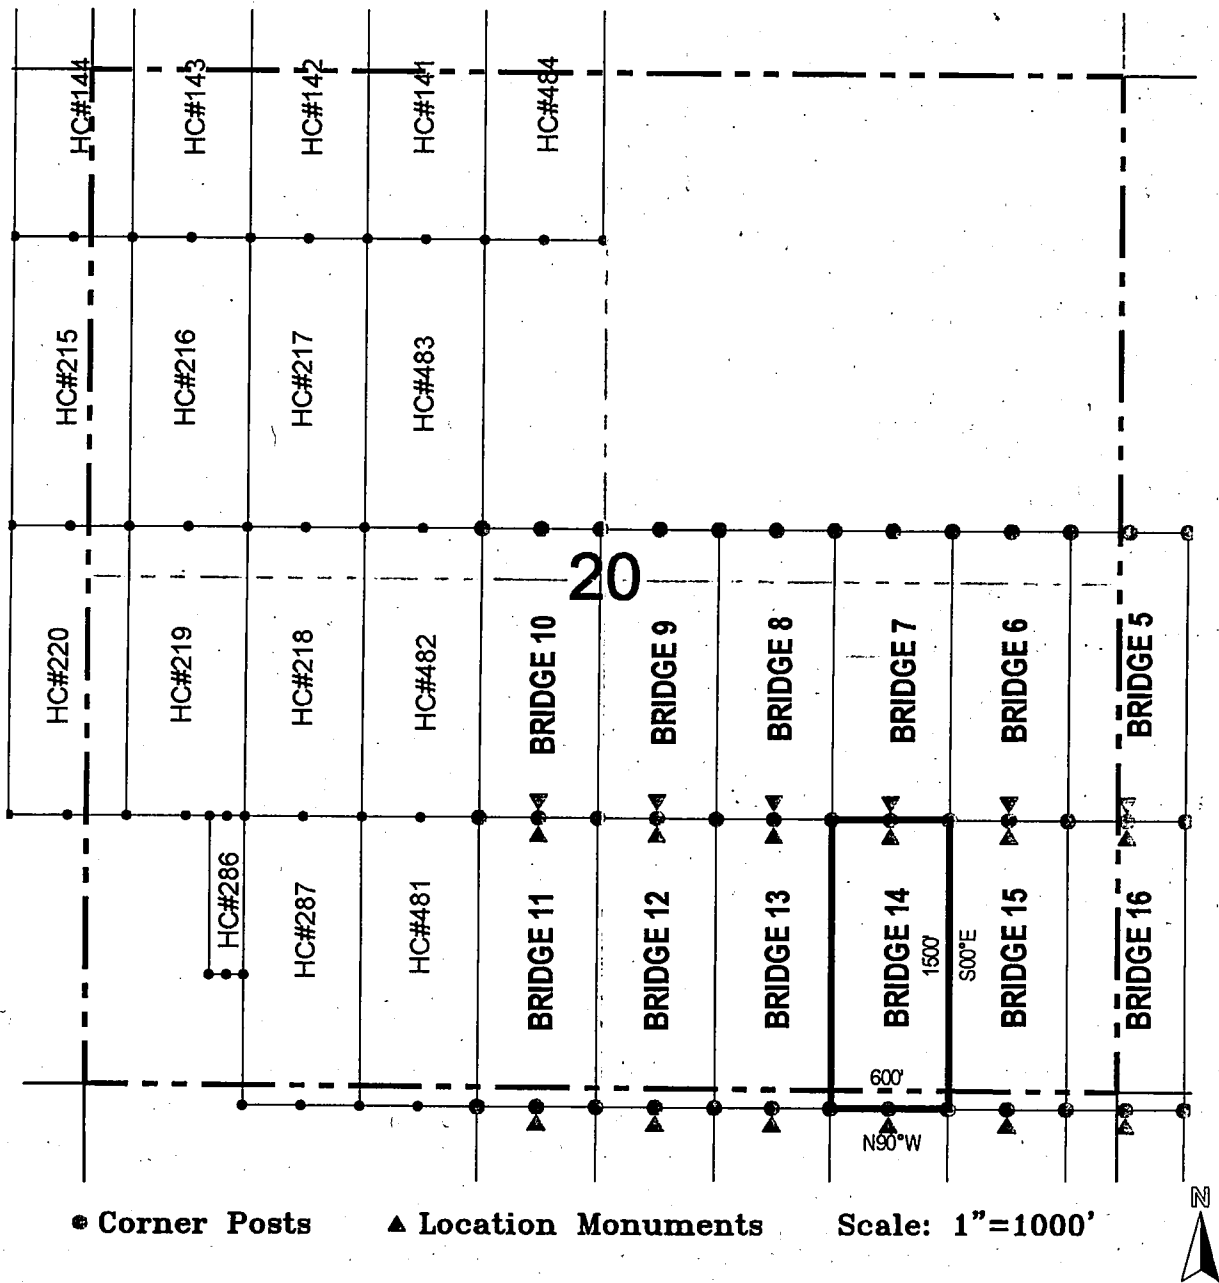 HC#144
HC#143
HC#142
HC#141
HC#484
HC#215
HC#216
HC#217
HC#483
20
HC#220
HC#219
HC#218
HC#482
BRIDGE 10
BRIDGE 9
BRIDGE 8
BRIDGE 7
BRIDGE 6
BRIDGE 5
HC#286
HC#287
HC#481
BRIDGE 11
BRIDGE 12
BRIDGE 13
BRIDGE 14
1500'
S00°E
BRIDGE 15
BRIDGE 16
600'
N90°W
Corner Posts
Location Monuments
Scale: 1"=1000'
N